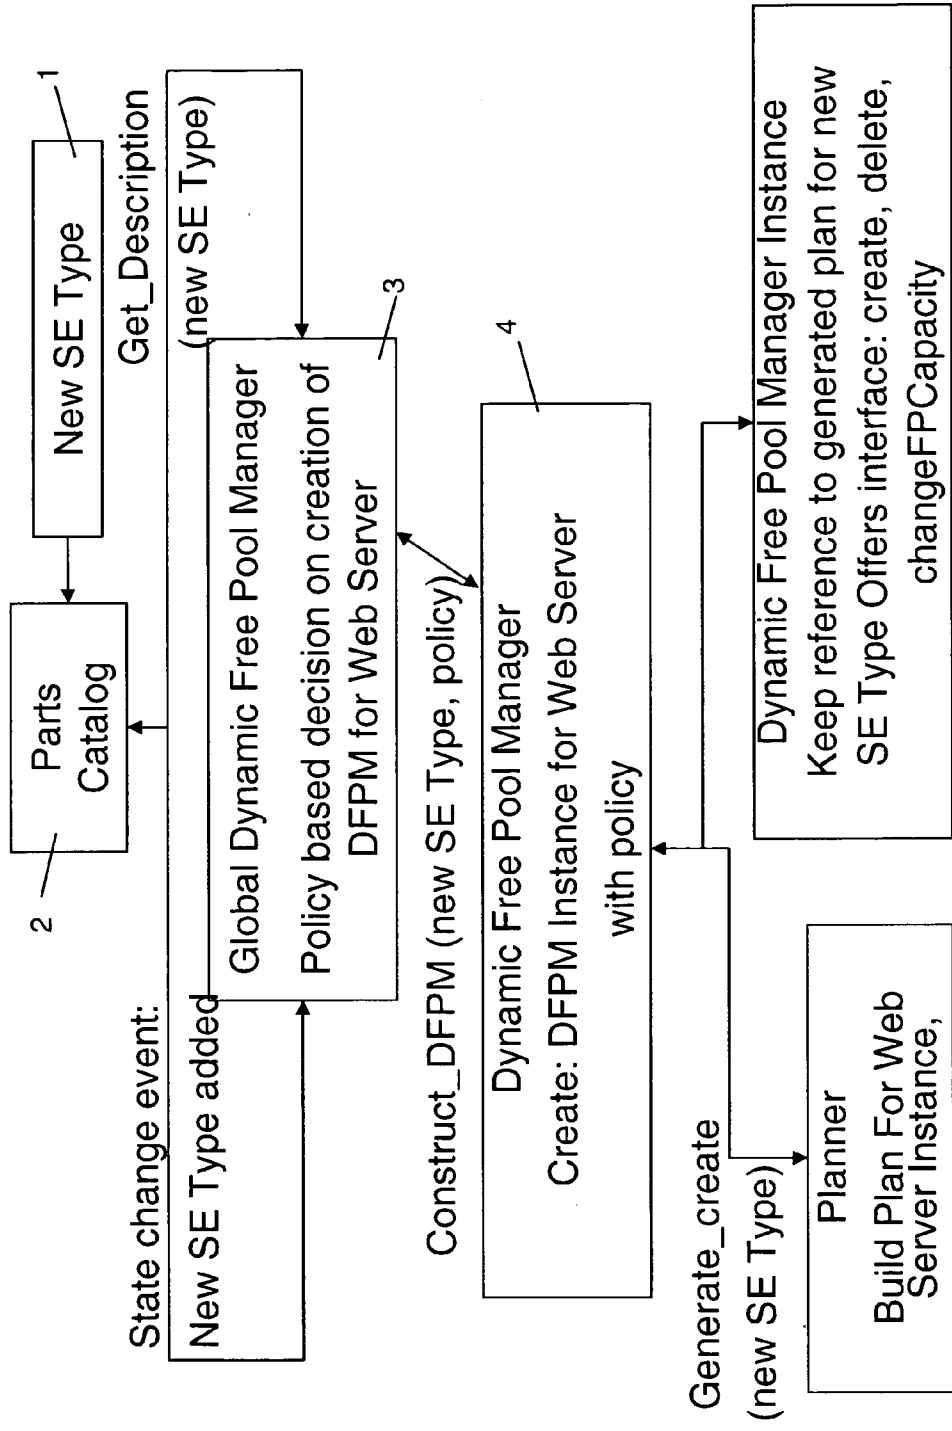 1
New SE Type
Parts
Catalog
2
Get_Description
(new SE Type)
State change event:
New SE Type added
3
Global Dynamic Free Pool Manager
Policy based decision on creation of
DFPM for Web Server
Construct_DFPM (new SE Type, policy)
4
Dynamic Free Pool Manager
Create: DFPM Instance for Web Server
with policy
Generate_create
(new SE Type)
Planner
Build Plan For Web
Server Instance,
Dynamic Free Pool Manager Instance
Keep reference to generated plan for new
SE Type Offers interface: create, delete,
changeFPCapacity